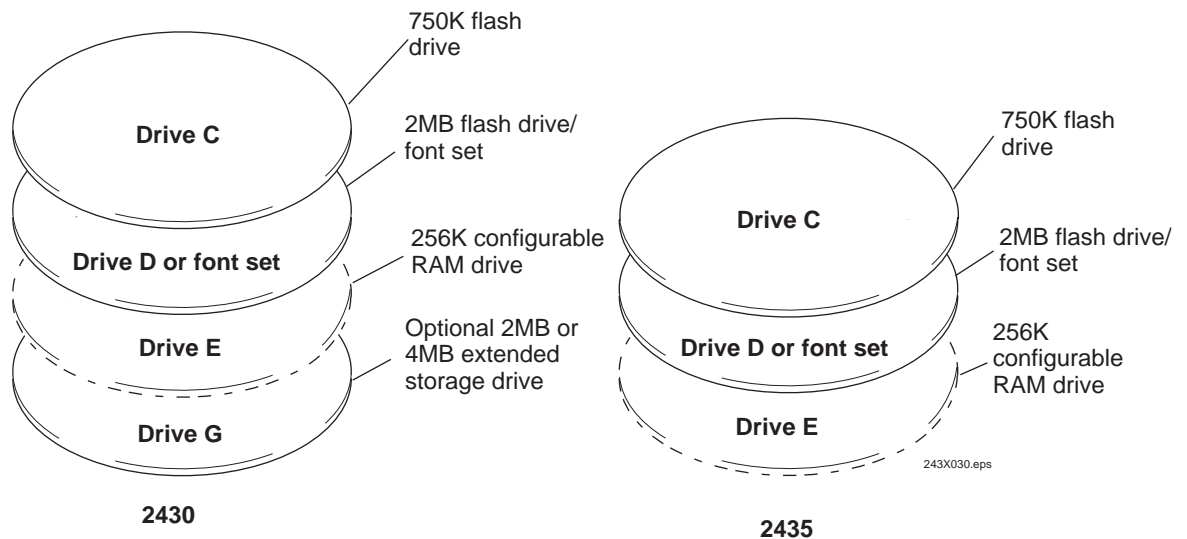 750K flash
drive
Drive C
2MB flash drive/
font set
Drive D or font set
256K configurable
RAM drive
Drive E
Optional 2MB or
4MB extended
storage drive
Drive G
2430
750K flash
drive
Drive C
2MB flash drive/
font set
Drive D or font set
256K
configurable
RAM drive
Drive E
243X030.eps
2435